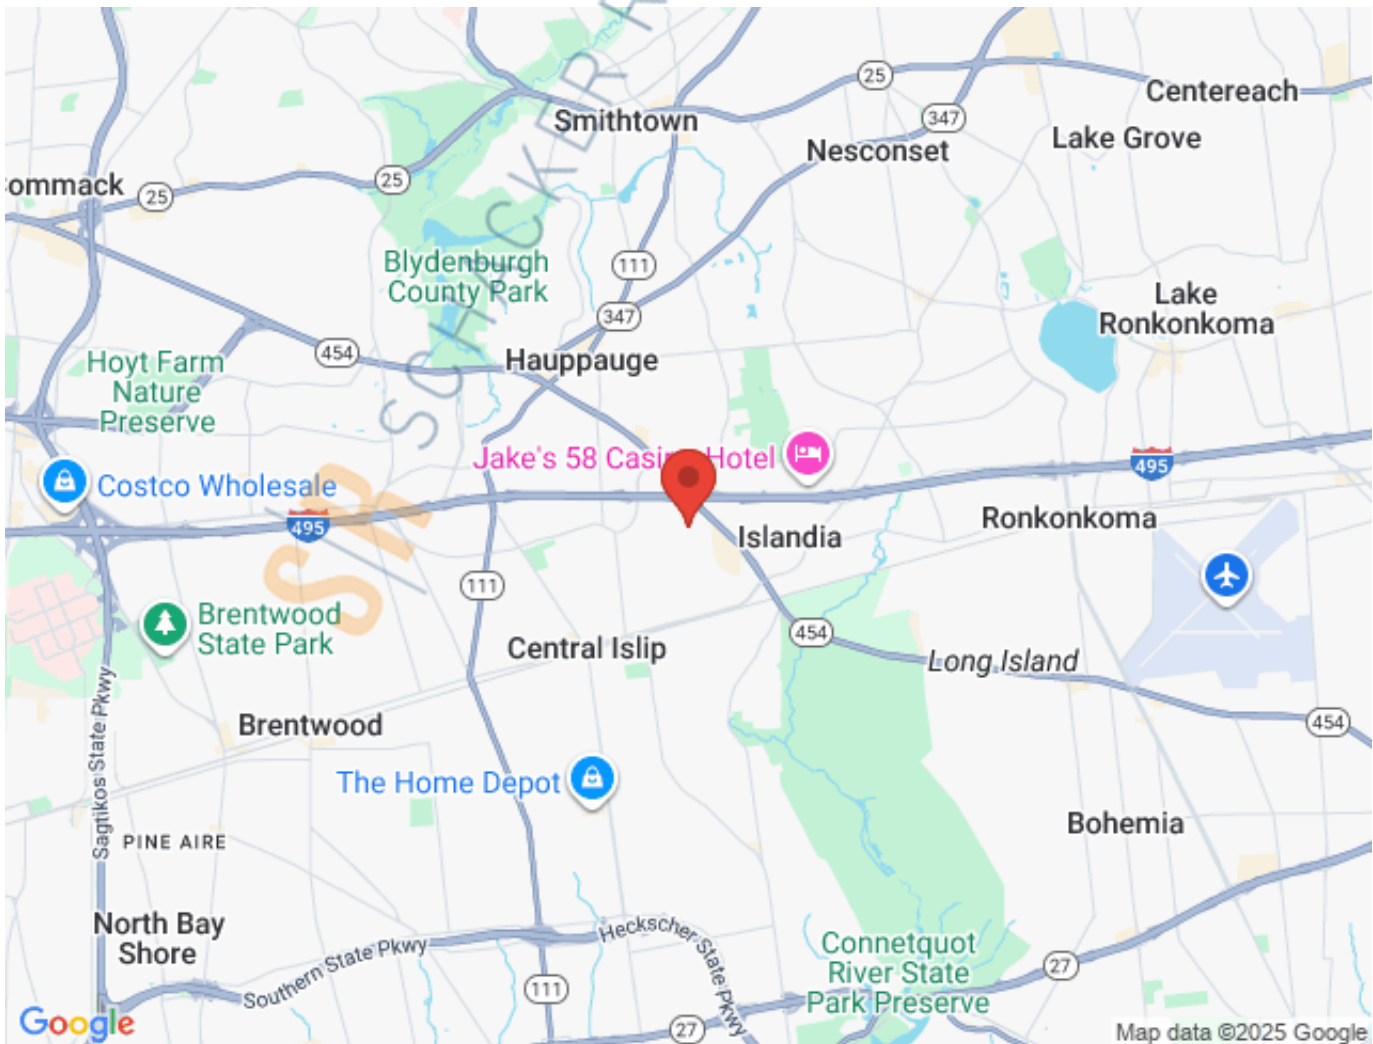 25
Centereach
347
Smithtown
Lake Grove
Nesconset
ommack
25
25
Blydenburgh
County Park
111
Lake
Ronkonkoma
347
454
Hauppauge
Hoyt Farm
Nature
Preserve
Jake's 58 Casino Hotel
495
Costco Wholesale
495
Ronkonkoma
Islandia
111
Brentwood
State Park
454
Central Islip
Long Island
Sagtikos State Pkwy
Brentwood
454
The Home Depot
Bohemia
PINE AIRE
North Bay
Shore
Heckscher State Pkwy
Southern State Pkwy
Connetquot
River State
Park Preserve
27
111
27
Google
Map data ©2025 Google
SIR
SCHACKER R